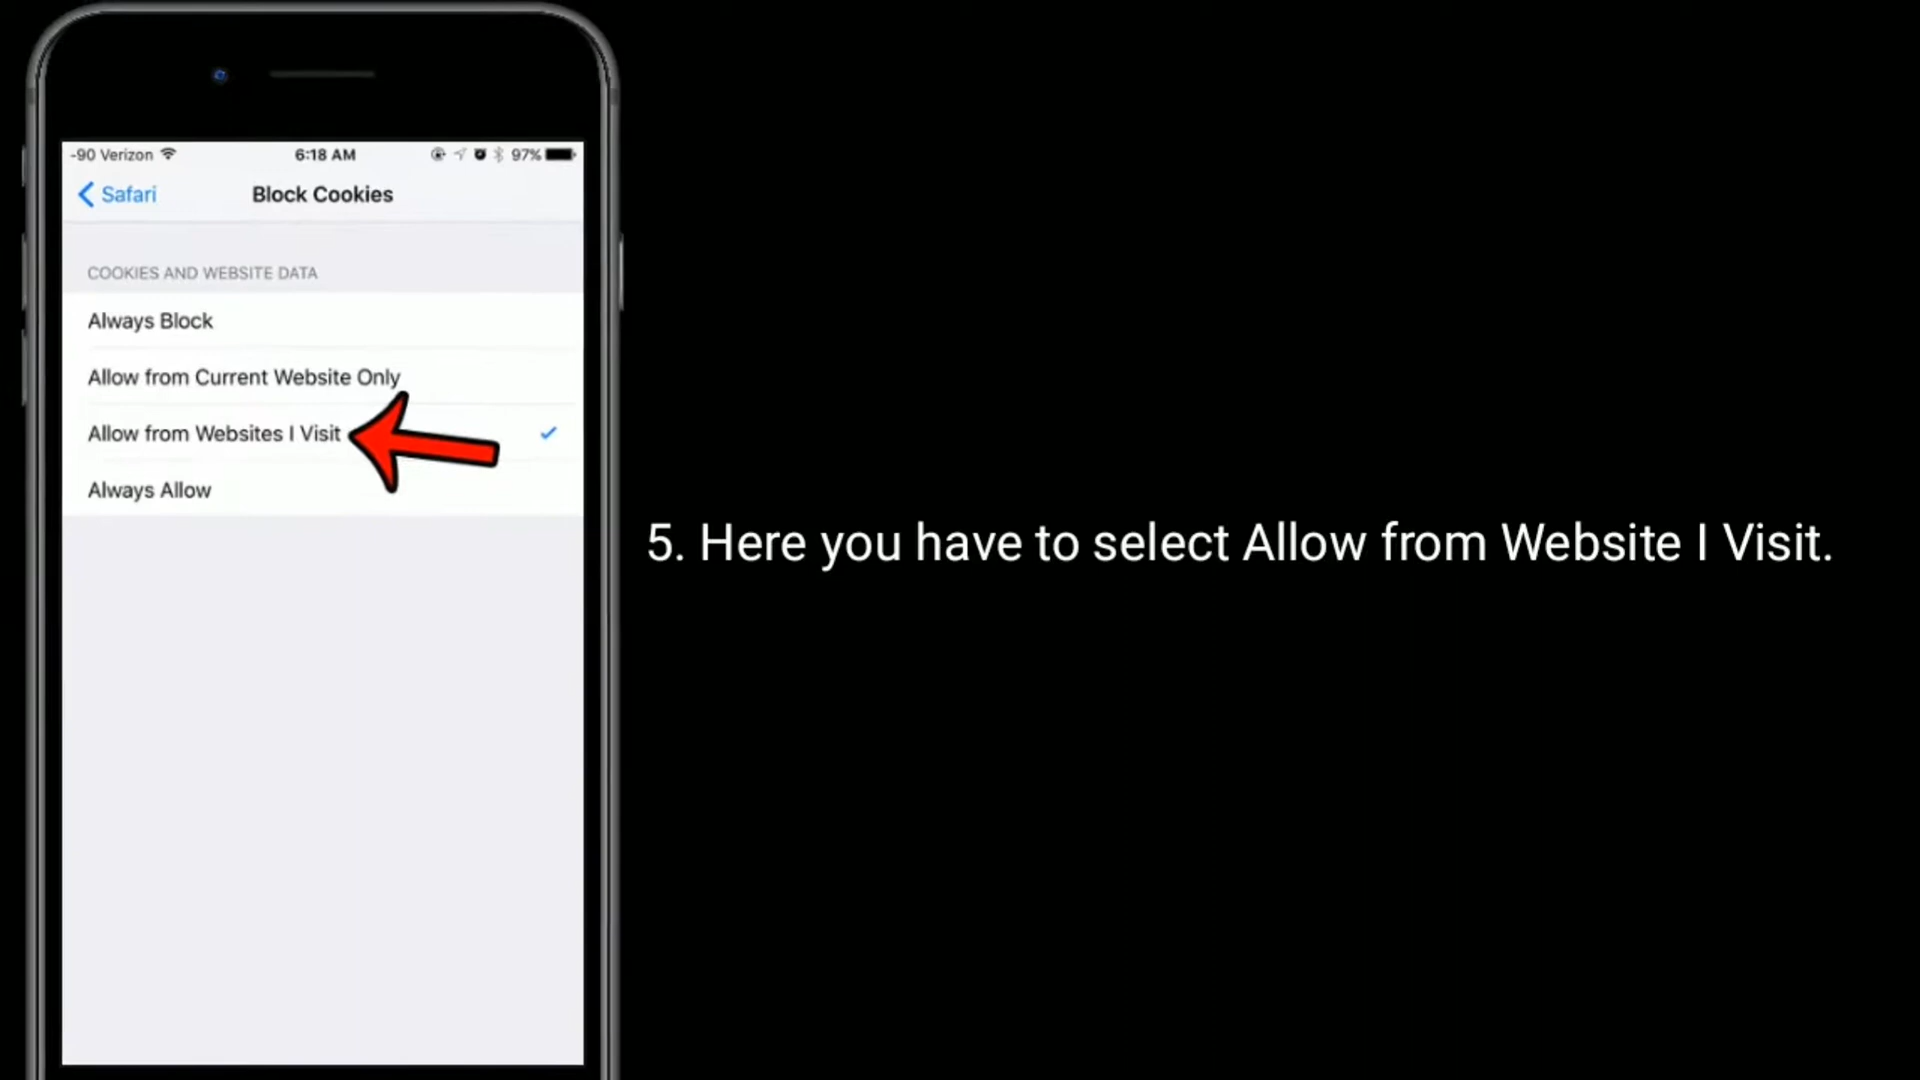 -90 Verizon 6:18 AM 97%
Safari Block Cookies
COOKIES AND WEBSITE DATA
Always Block
Allow from Current Website Only
Allow from Websites I Visit
Always Allow
5. Here you have to select Allow from Website I Visit.